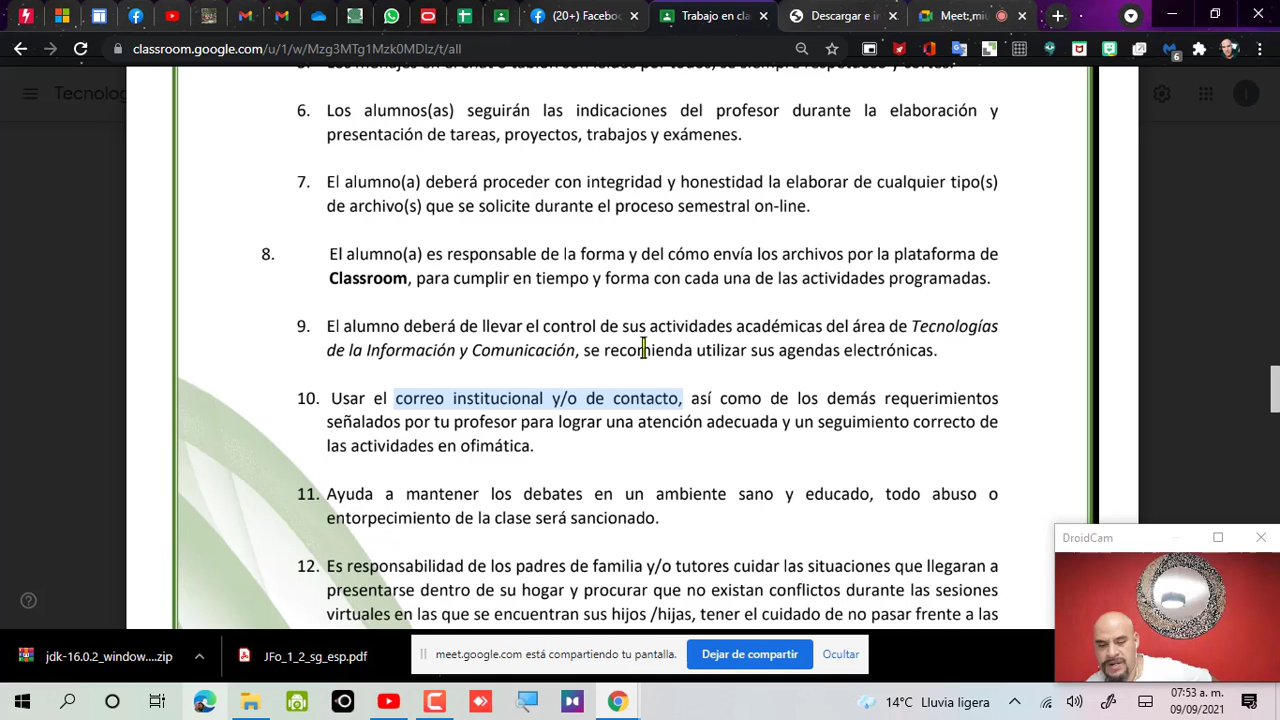 (20+) Faceboo
Trabajo en clas
Descargar e in
Meet:
classroom.google.com/u/1/w/Mzg3MTg1Mzk0MDlz/t/all
6
Tecnolog
6. Los alumnos(as) seguirán las indicaciones del profesor durante la elaboración y
presentación de tareas, proyectos, trabajos y exámenes.
7. El alumno(a) deberá proceder con integridad y honestidad la elaborar de cualquier tipo(s)
de archivo(s) que se solicite durante el proceso semestral on-line.
8. El alumno(a) es responsable de la forma y del cómo envía los archivos por la plataforma de
Classroom, para cumplir en tiempo y forma con cada una de las actividades programadas.
9. El alumno deberá de llevar el control de sus actividades académicas del área de Tecnologías
de la Información y Comunicación, se recomienda utilizar sus agendas electrónicas.
10. Usar el correo institucional y/o de contacto, así como de los demás requerimientos
señalados por tu profesor para lograr una atención adecuada y un seguimiento correcto de
las actividades en ofimática.
11. Ayuda a mantener los debates en un ambiente sano y educado, todo abuso o
entorpecimiento de la clase será sancionado.
DroidCam
12. Es responsabilidad de los padres de familia y/o tutores cuidar las situaciones que llegaran a
presentarse dentro de su hogar y procurar que no existan conflictos durante las sesiones
virtuales en las que se encuentran sus hijos /hijas, tener el cuidado de no pasar frente a las
jdk-16.0.2_window....zip
JFo_1_2_sg_esp.pdf
meet.google.com está compartiendo tu pantalla.
Dejar de compartir
Ocultar
14°C Lluvia ligera
07:53 a. m.
09/09/2021